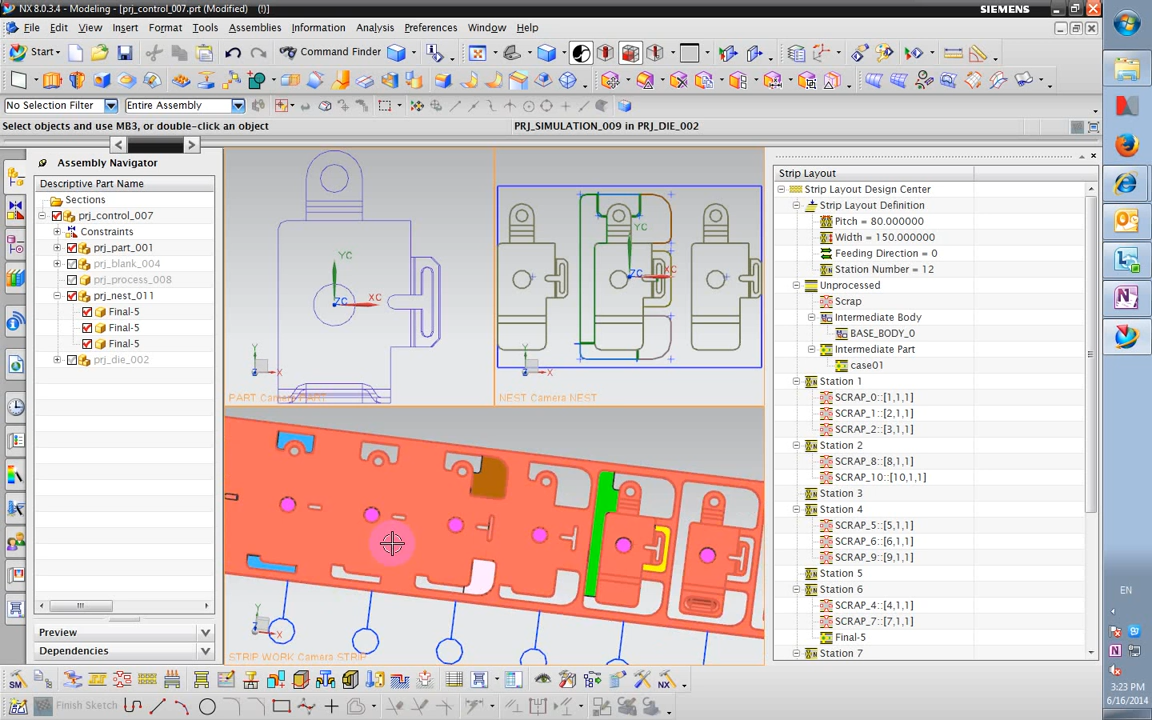 NX 8.0.3.4 - Modeling - [prj_control_007.prt (Modified)   (!)]
SIEMENS
File Edit View Insert Format Tools Assemblies Information Analysis Preferences Window Help
Start
Command Finder
No Selection Filter
Entire Assembly
Select objects and use MB3, or double-click an object
PRJ_SIMULATION_009 in PRJ_DIE_002
Assembly Navigator
Descriptive Part Name
Sections
prj_control_007
Constraints
prj_part_001
prj_blank_004
prj_process_008
prj_nest_011
Final-5
Final-5
Final-5
prj_die_002
Preview
Dependencies
YC
ZC
XC
Y
X
PART Camera PART
YC
ZC
XC
Y
X
NEST Camera NEST
Y
X
STRIP WORK Camera STRIP
Strip Layout
Strip Layout Design Center
Strip Layout Definition
Pitch = 80.000000
Width = 150.000000
Feeding Direction = 0
Station Number = 12
Unprocessed
Scrap
Intermediate Body
BASE_BODY_0
Intermediate Part
case01
Station 1
SCRAP_0::[1,1,1]
SCRAP_1::[2,1,1]
SCRAP_2::[3,1,1]
Station 2
SCRAP_8::[8,1,1]
SCRAP_10::[10,1,1]
Station 3
Station 4
SCRAP_5::[5,1,1]
SCRAP_6::[6,1,1]
SCRAP_9::[9,1,1]
Station 5
Station 6
SCRAP_4::[4,1,1]
SCRAP_7::[7,1,1]
Final-5
Station 7
Finish Sketch
EN
3:23 PM
6/16/2014